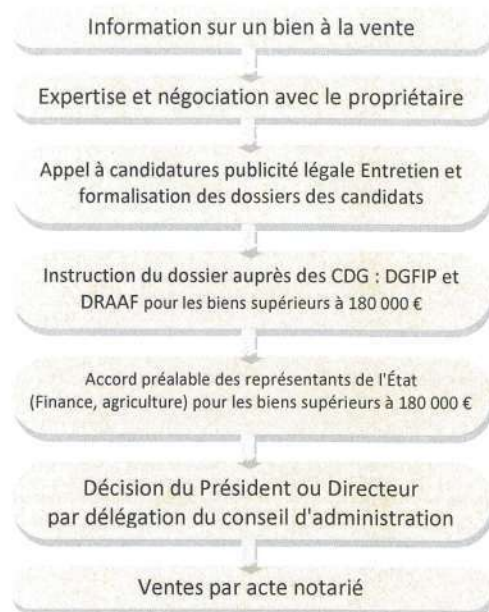 Information sur un bien à la vente
Expertise et négociation avec le propriétaire
Appel à candidatures publicité légale Entretien et
formalisation des dossiers des candidats
Instruction du dossier auprès des CDG : DGFIP et
DRAAF pour les biens supérieurs à 180 000 €
Accord préalable des représentants de l'État
(Finance, agriculture) pour les biens supérieurs à 180 000 €
Décision du Président ou Directeur
par délégation du conseil d'administration
Ventes par acte notarié